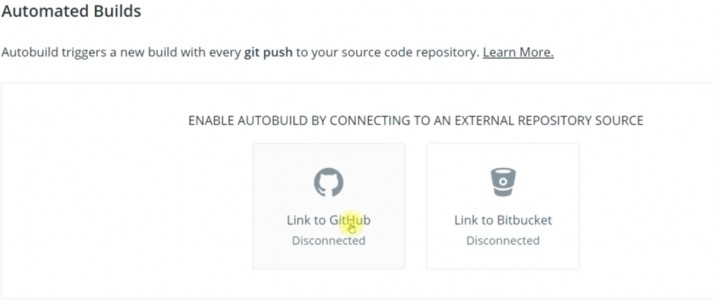 Automated Builds
Autobuild triggers a new build with every git push to your source code repository. Learn More.
ENABLE AUTOBUILD BY CONNECTING TO AN EXTERNAL REPOSITORY SOURCE
Link to GitHub
Disconnected
Link to Bitbucket
Disconnected